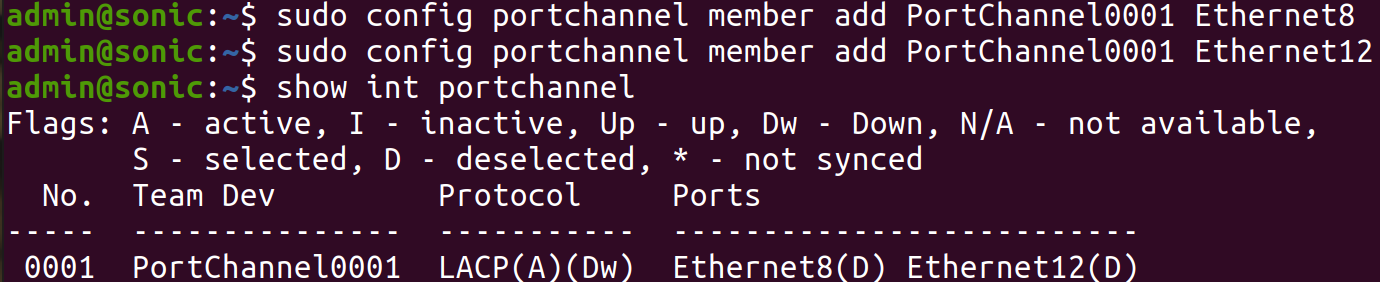 admin@sonic:~$ sudo config portchannel member add PortChannel0001 Ethernet8
admin@sonic:~$ sudo config portchannel member add PortChannel0001 Ethernet12
admin@sonic:~$ show int portchannel
Flags: A - active, I - inactive, Up - up, Dw - Down, N/A - not available,
       S - selected, D - deselected, * - not synced
  No.  Team Dev         Protocol     Ports
-----  ---------------  -----------  --------------------------
 0001  PortChannel0001  LACP(A)(Dw)  Ethernet8(D) Ethernet12(D)